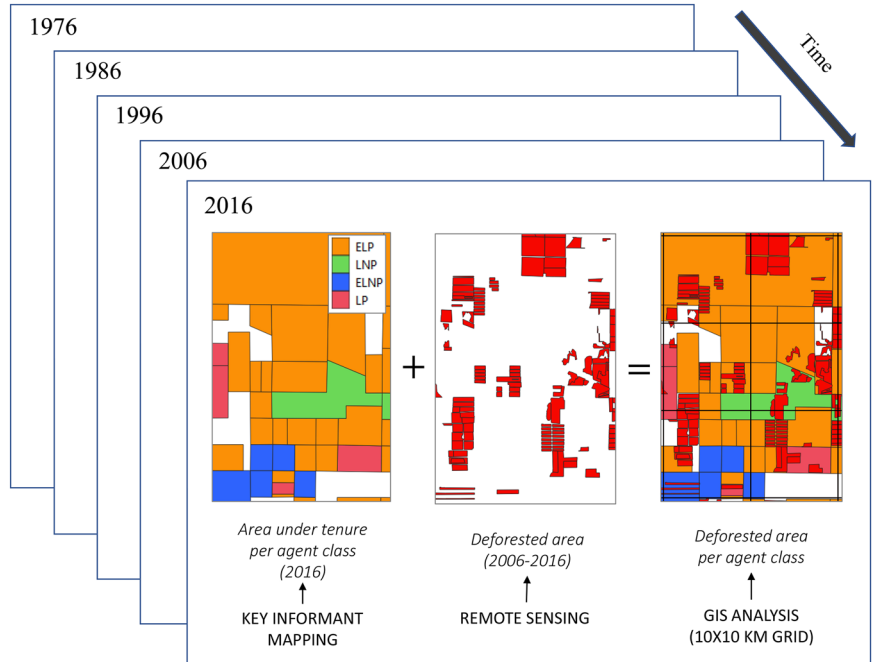 1976
1986
1996
2006
2016
Time
ELP
LNP
ELNP
LP
+
=
Area under tenure
per agent class
(2016)
Deforested area
(2006-2016)
Deforested area
per agent class
KEY INFORMANT
MAPPING
REMOTE SENSING
GIS ANALYSIS
(10X10 KM GRID)